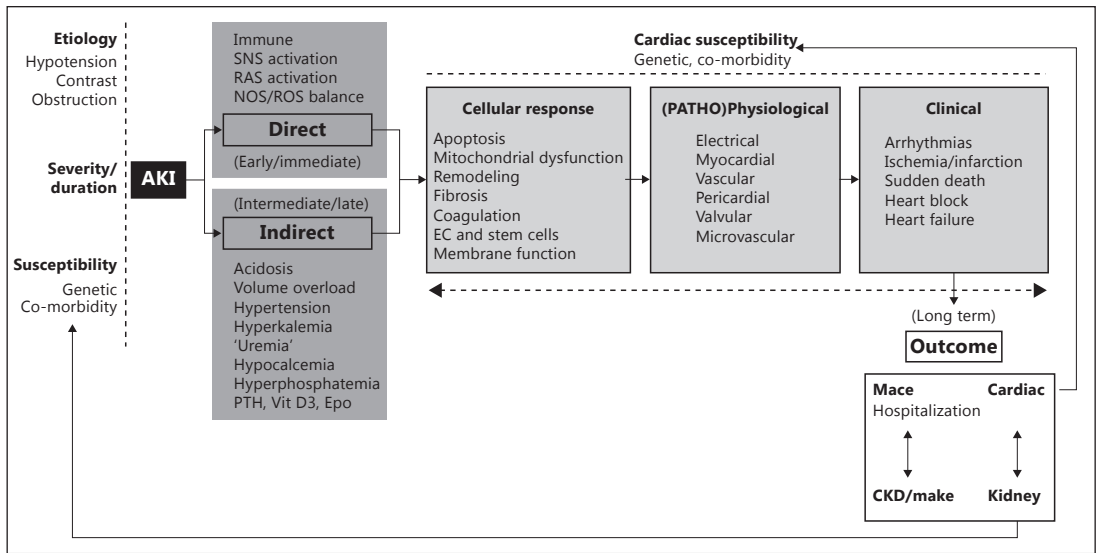 Etiology
Hypotension
Contrast
Obstruction
Severity/
duration
Susceptibility
Genetic
Co-morbidity
AKI
Immune
SNS activation
RAS activation
NOS/ROS balance
Direct
(Early/immediate)
(Intermediate/late)
Indirect
Acidosis
Volume overload
Hypertension
Hyperkalemia
‘Uremia’
Hypocalcemia
Hyperphosphatemia
PTH, Vit D3, Epo
Cardiac susceptibility
Genetic, co-morbidity
Cellular response
Apoptosis
Mitochondrial dysfunction
Remodeling
Fibrosis
Coagulation
EC and stem cells
Membrane function
(PATHO)Physiological
Electrical
Myocardial
Vascular
Pericardial
Valvular
Microvascular
Clinical
Arrhythmias
Ischemia/infarction
Sudden death
Heart block
Heart failure
(Long term)
Outcome
Mace Cardiac
Hospitalization
CKD/make Kidney